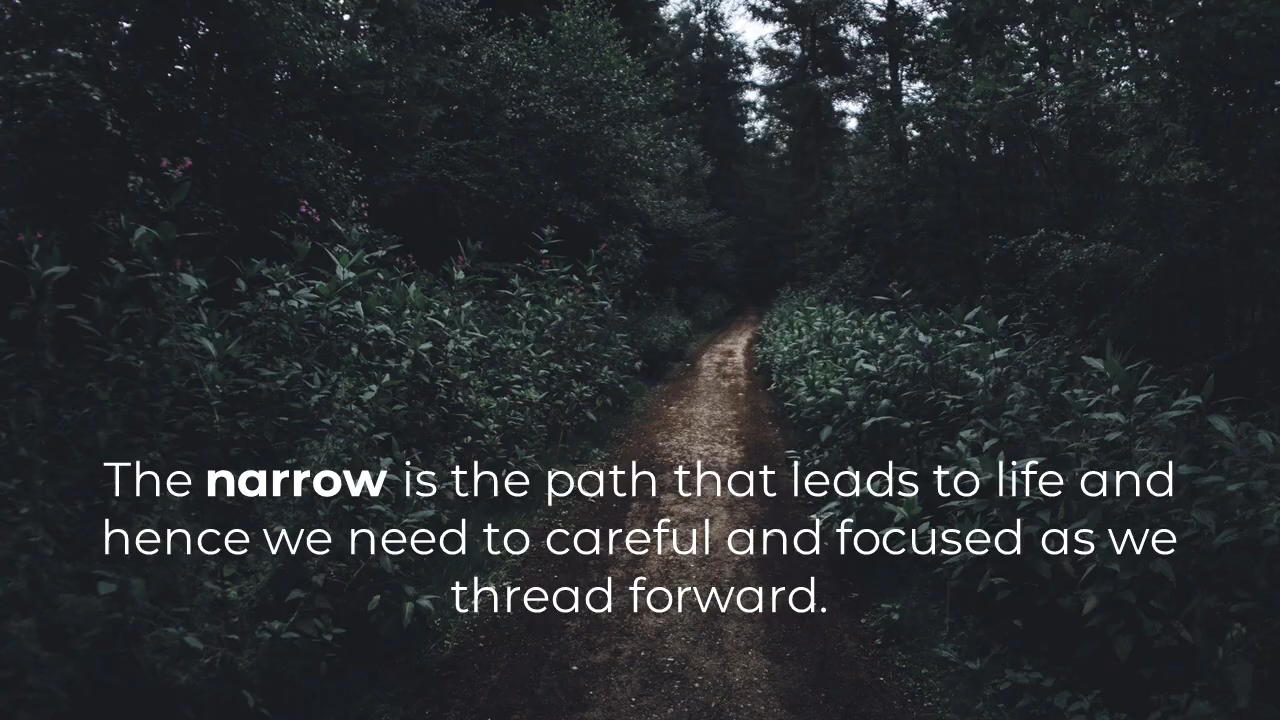 The narrow is the path that leads to life and
hence we need to careful and focused as we
thread forward.